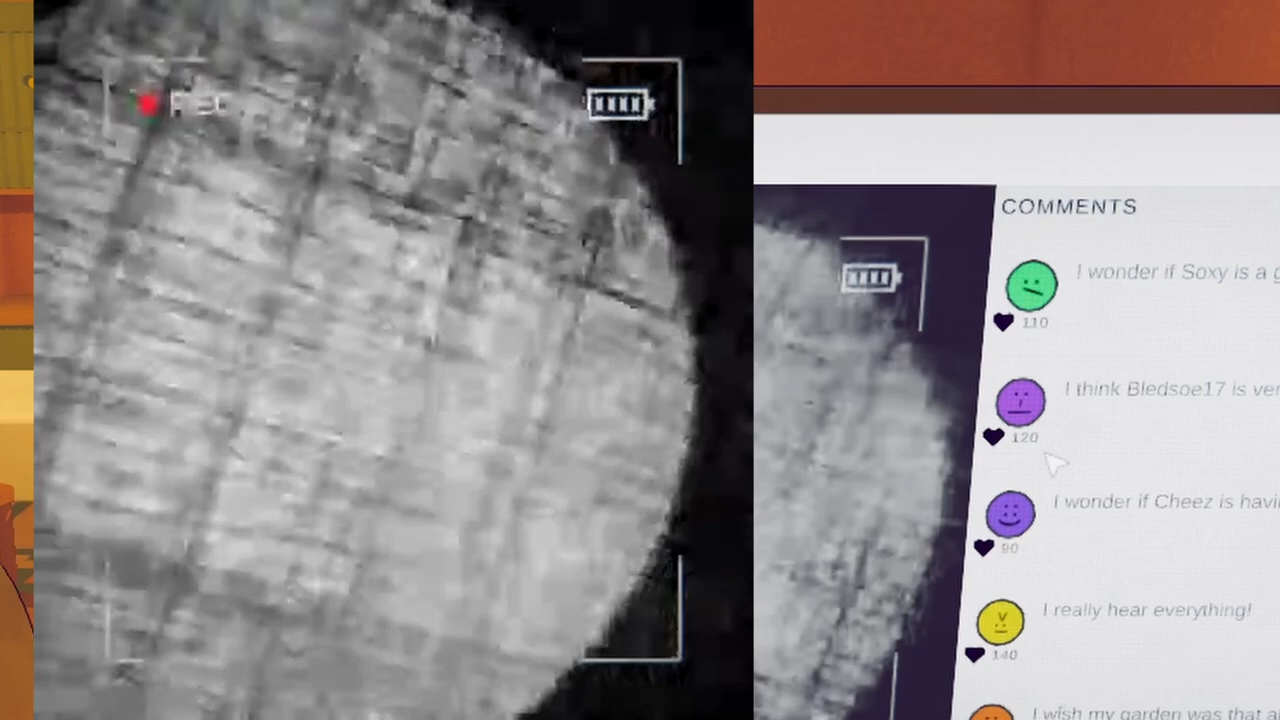 REC
COMMENTS
I wonder if Soxy is a
110
I think Bledsoe17 is
120
I wonder if Cheez is
90
I really hear everything!
140
I wish my garden was that